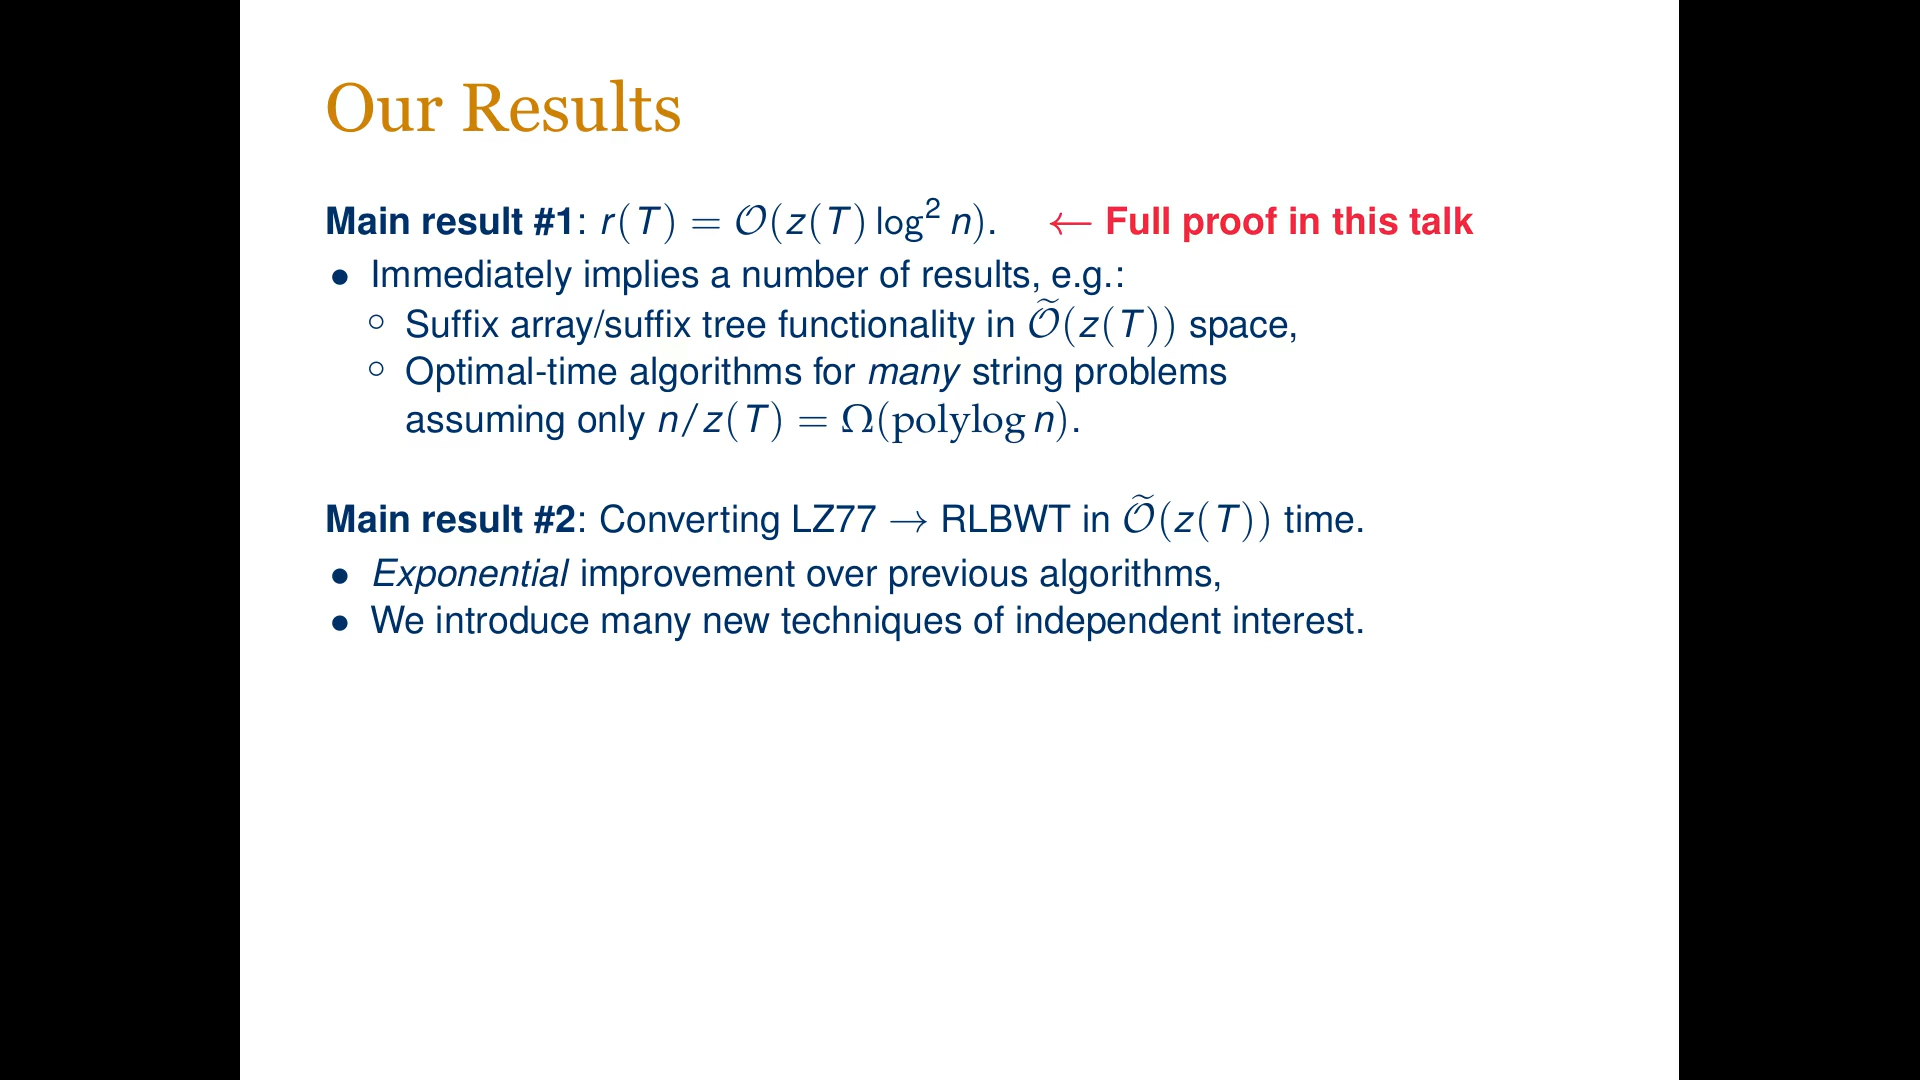 Our Results
Main result #1: r(T) = 𝒪(z(T) log² n). ← Full proof in this talk
• Immediately implies a number of results, e.g.:
○ Suffix array/suffix tree functionality in 𝒪̃(z(T)) space,
○ Optimal-time algorithms for many string problems
assuming only n/z(T) = Ω(polylog n).
Main result #2: Converting LZ77 → RLBWT in 𝒪̃(z(T)) time.
• Exponential improvement over previous algorithms,
• We introduce many new techniques of independent interest.